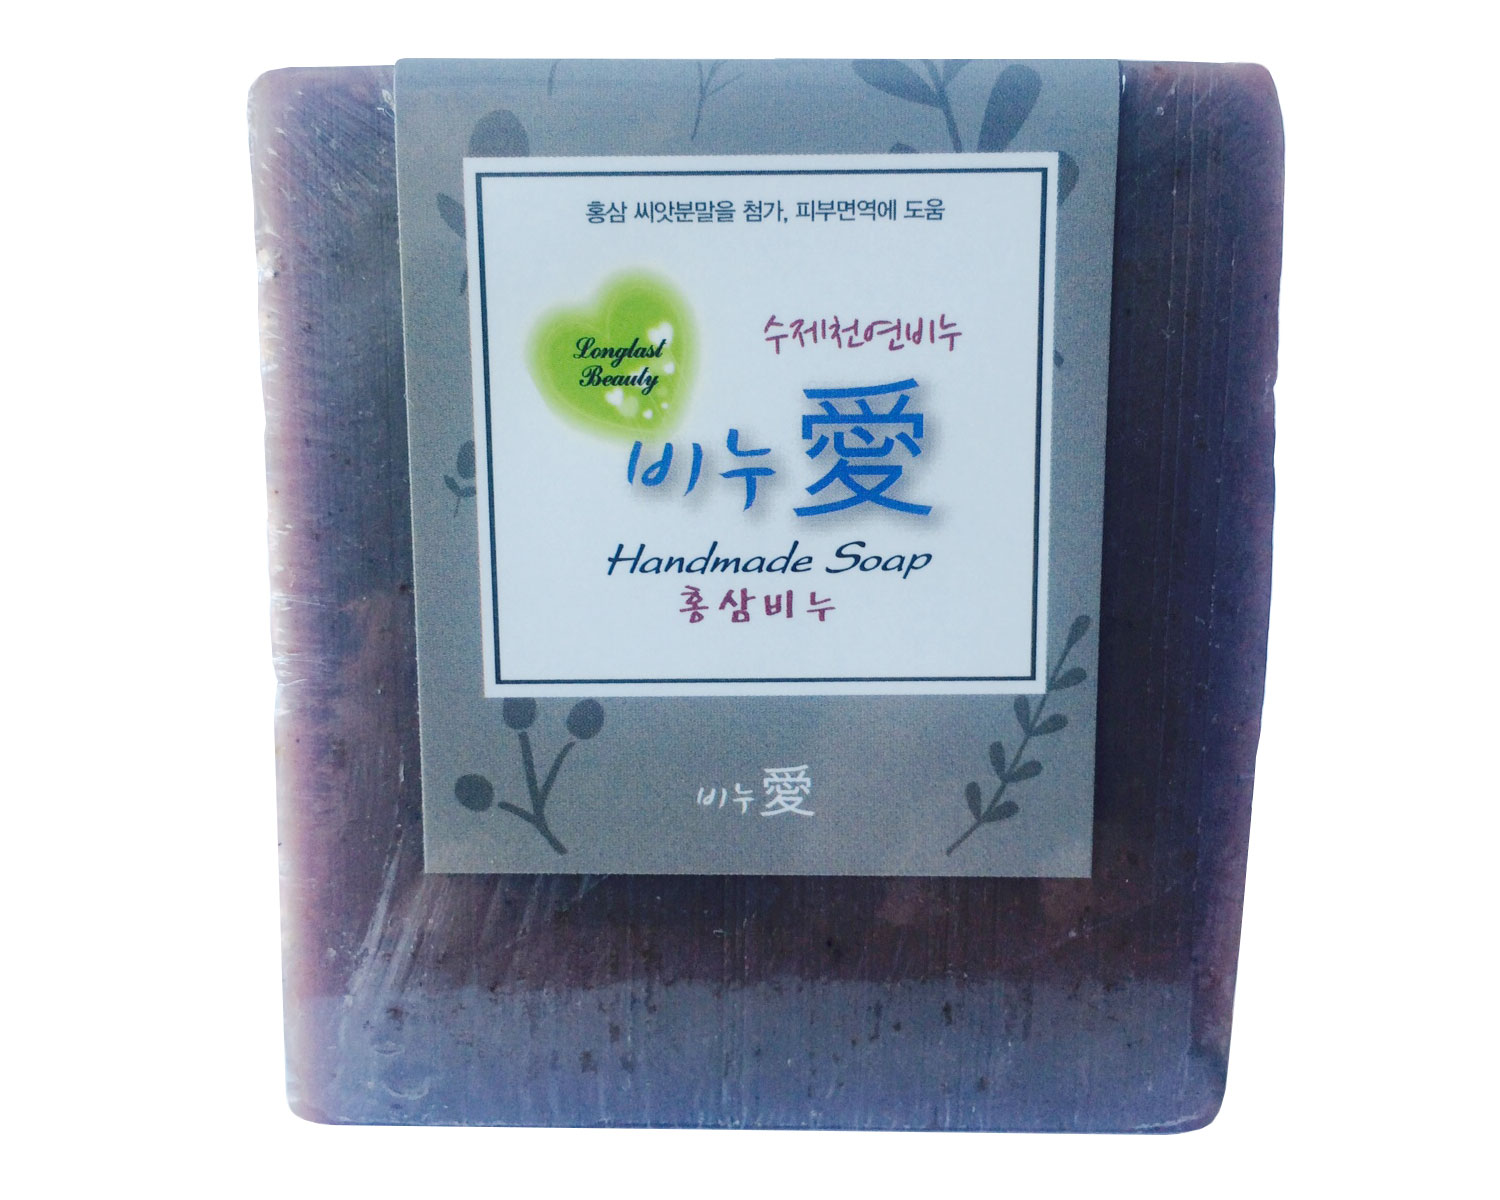 홍삼 씨앗분말을 첨가, 피부면역에 도움
Longlast
Beauty
수제천연비누
비누愛
Handmade Soap
홍삼비누
비누愛